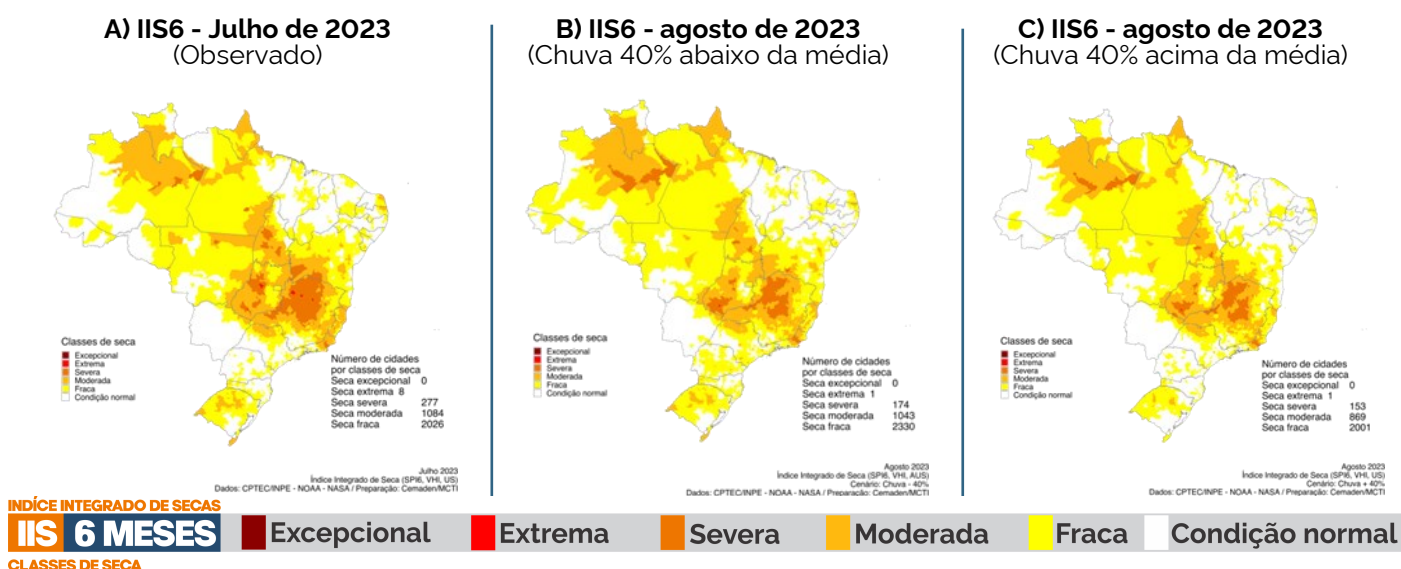 A) IIS6 - Julho de 2023
(Observado)
Classes de seca
Excepcional
Extrema
Severa
Moderada
Fraca
Condição normal
Número de cidades
por classes de seca
Seca excepcional 0
Seca extrema 8
Seca severa 277
Seca moderada 1084
Seca fraca 2026
Julho 2023
Índice Integrado de Seca (SPI6, VHI, US)
Dados: CPTEC/INPE - NOAA - NASA / Preparação: Cemaden/MCTI
B) IIS6 - agosto de 2023
(Chuva 40% abaixo da média)
Classes de seca
Excepcional
Extrema
Severa
Moderada
Fraca
Condição normal
Número de cidades
por classes de seca
Seca excepcional 0
Seca extrema 1
Seca severa 174
Seca moderada 1043
Seca fraca 2330
Agosto 2023
Índice Integrado de Seca (SPI6, VHI, AUS)
Cenário: Chuva - 40%
Dados: CPTEC/INPE - NOAA - NASA / Preparação: Cemaden/MCTI
C) IIS6 - agosto de 2023
(Chuva 40% acima da média)
Classes de seca
Excepcional
Extrema
Severa
Moderada
Fraca
Condição normal
Número de cidades
por classes de seca
Seca excepcional 0
Seca extrema 1
Seca severa 153
Seca moderada 869
Seca fraca 2001
Agosto 2023
Índice Integrado de Seca (SPI6, VHI, US)
Cenário: Chuva + 40%
Dados: CPTEC/INPE - NOAA - NASA / Preparação: Cemaden/MCTI
INDÍCE INTEGRADO DE SECAS
IIS 6 MESES
CLASSES DE SECA
Excepcional
Extrema
Severa
Moderada
Fraca
Condição normal